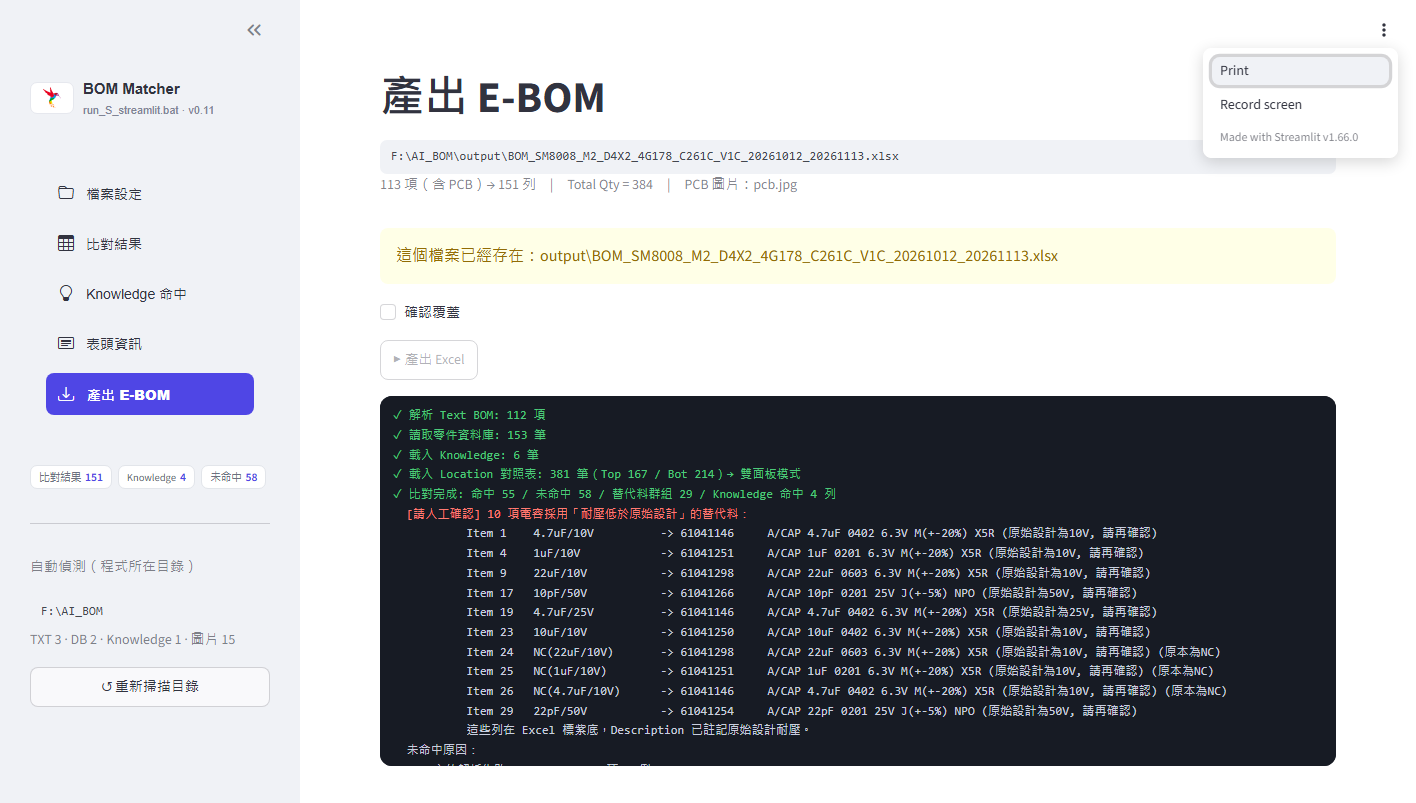 BOM Matcher
run_S_streamlit.bat · v0.11
檔案設定
比對結果
Knowledge 命中
表頭資訊
產出 E-BOM
比對結果 151
Knowledge 4
未命中 58
自動偵測（程式所在目錄）
F:\AI_BOM
TXT 3 · DB 2 · Knowledge 1 · 圖片 15
↺ 重新掃描目錄
Print
Record screen
Made with Streamlit v1.66.0
產出 E-BOM
F:\AI_BOM\output\BOM_SM8008_M2_D4X2_4G178_C261C_V1C_20261012_20261113.xlsx
113 項（含 PCB）→ 151 列 ｜ Total Qty = 384 ｜ PCB 圖片：pcb.jpg
這個檔案已經存在：output\BOM_SM8008_M2_D4X2_4G178_C261C_V1C_20261012_20261113.xlsx
確認覆蓋
▶ 產出 Excel
✓ 解析 Text BOM: 112 項
✓ 讀取零件資料庫: 153 筆
✓ 載入 Knowledge: 6 筆
✓ 載入 Location 對照表: 381 筆（Top 167 / Bot 214）→ 雙面板模式
✓ 比對完成: 命中 55 / 未命中 58 / 替代料群組 29 / Knowledge 命中 4 列
[請人工確認] 10 項電容採用「耐壓低於原始設計」的替代料：
Item 1 4.7uF/10V -> 61041146 A/CAP 4.7uF 0402 6.3V M(+-20%) X5R (原始設計為10V, 請再確認)
Item 4 1uF/10V -> 61041251 A/CAP 1uF 0201 6.3V M(+-20%) X5R (原始設計為10V, 請再確認)
Item 9 22uF/10V -> 61041298 A/CAP 22uF 0603 6.3V M(+-20%) X5R (原始設計為10V, 請再確認)
Item 17 10pF/50V -> 61041266 A/CAP 10pF 0201 25V J(+-5%) NPO (原始設計為50V, 請再確認)
Item 19 4.7uF/25V -> 61041146 A/CAP 4.7uF 0402 6.3V M(+-20%) X5R (原始設計為25V, 請再確認)
Item 23 10uF/10V -> 61041250 A/CAP 10uF 0402 6.3V M(+-20%) X5R (原始設計為10V, 請再確認)
Item 24 NC(22uF/10V) -> 61041298 A/CAP 22uF 0603 6.3V M(+-20%) X5R (原始設計為10V, 請再確認) (原本為NC)
Item 25 NC(1uF/10V) -> 61041251 A/CAP 1uF 0201 6.3V M(+-20%) X5R (原始設計為10V, 請再確認) (原本為NC)
Item 26 NC(4.7uF/10V) -> 61041146 A/CAP 4.7uF 0402 6.3V M(+-20%) X5R (原始設計為10V, 請再確認) (原本為NC)
Item 29 22pF/50V -> 61041254 A/CAP 22pF 0201 25V J(+-5%) NPO (原始設計為50V, 請再確認)
這些列在 Excel 標紫底，Description 已註記原始設計耐壓。
未命中原因：